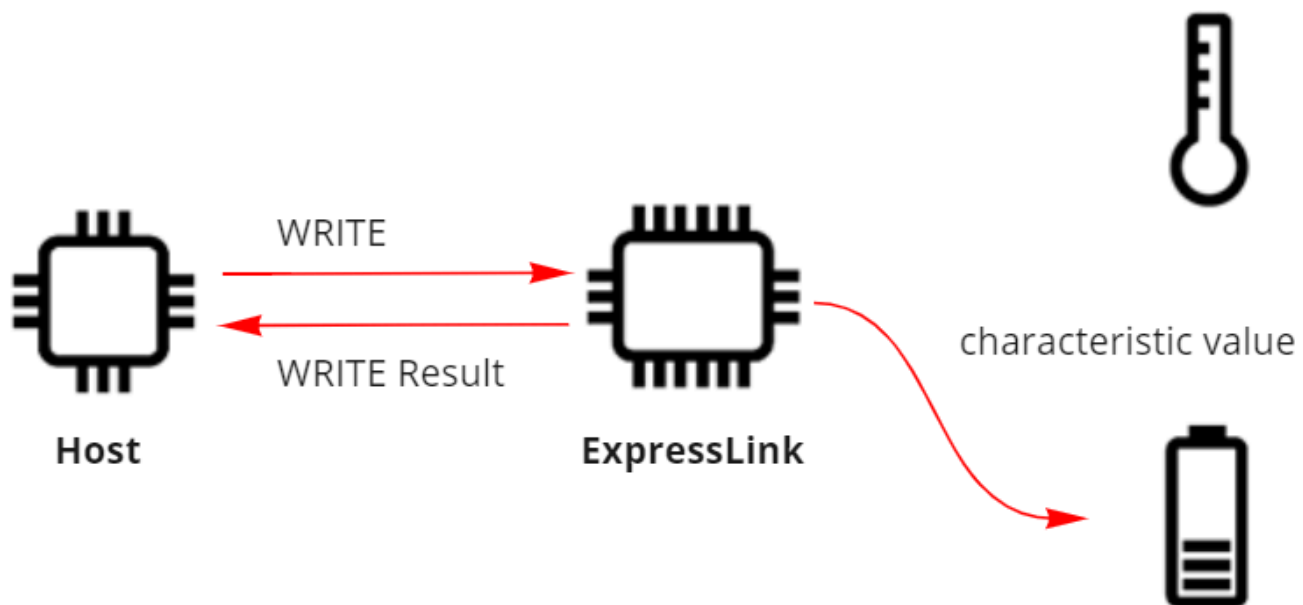 WRITE
WRITE Result
characteristic value
Host
ExpressLink